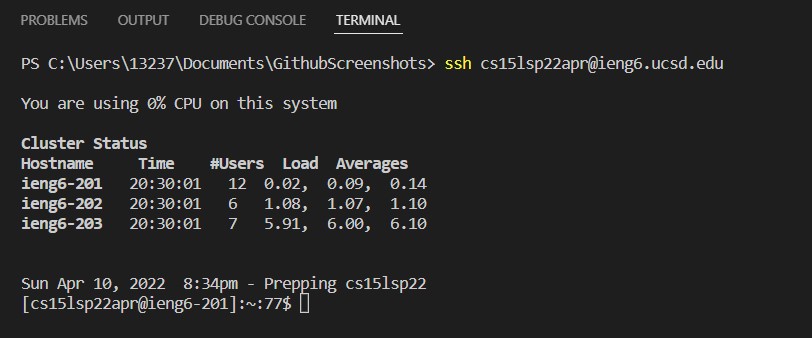 PROBLEMS OUTPUT DEBUG CONSOLE TERMINAL
PS C:\Users\13237\Documents\GithubScreenshots> ssh cs15lsp22apr@ieng6.ucsd.edu
You are using 0% CPU on this system
Cluster Status
Hostname Time #Users Load Averages
ieng6-201 20:30:01 12 0.02, 0.09, 0.14
ieng6-202 20:30:01 6 1.08, 1.07, 1.10
ieng6-203 20:30:01 7 5.91, 6.00, 6.10
Sun Apr 10, 2022 8:34pm - Prepping cs15lsp22
[cs15lsp22apr@ieng6-201]:~:77$